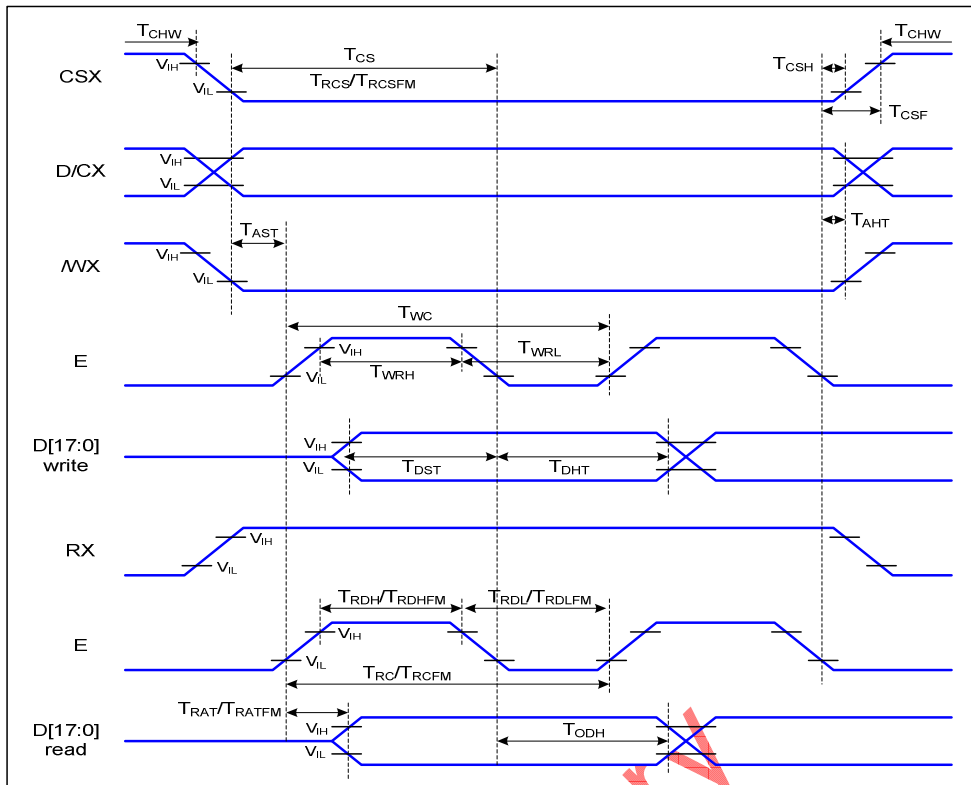 TCHW TCS TCHW
CSX VIH VIL TRCS/TRCSFM TCSH TCSF
D/CX VIH VIL
TAST TAHT
/WX VIH VIL
TWC
E VIH VIL TWRH TWRL
D[17:0] write VIH VIL TDST TDHT
RX VIH VIL
TRDH/TRDHFM TRDL/TRDLFM
E VIH VIL
TRC/TRCFM
TRAT/TRATFM
D[17:0] read VIH VIL TODH